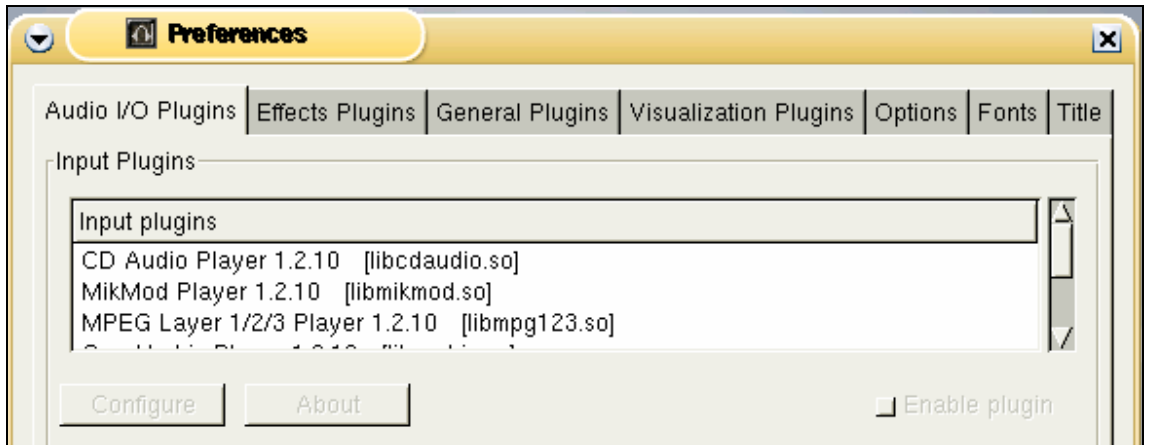 Preferences
Audio I/O Plugins Effects Plugins General Plugins Visualization Plugins Options Fonts Title
Input Plugins
Input plugins
CD Audio Player 1.2.10 [libcdaudio.so]
MikMod Player 1.2.10 [libmikmod.so]
MPEG Layer 1/2/3 Player 1.2.10 [libmpg123.so]
Configure About Enable plugin